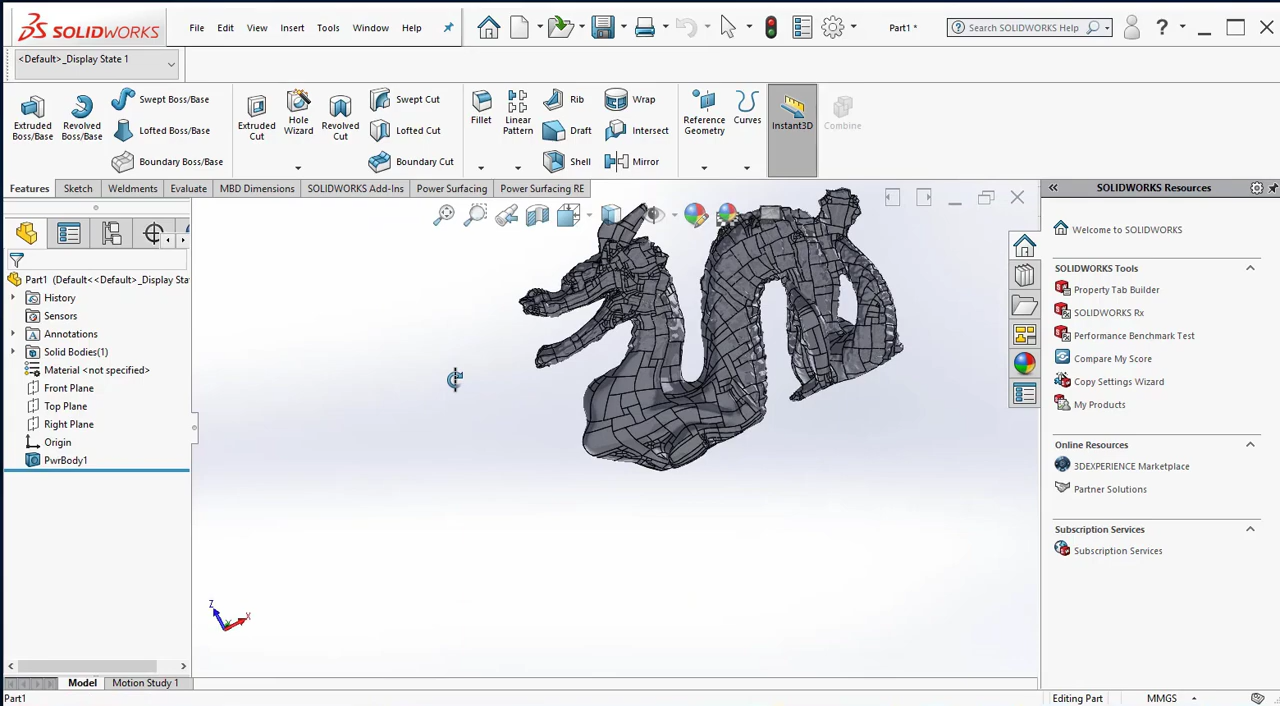 SOLIDWORKS
File Edit View Insert Tools Window Help
Part1 *
Search SOLIDWORKS Help
<Default>_Display State 1
Extruded Boss/Base
Revolved Boss/Base
Swept Boss/Base
Lofted Boss/Base
Boundary Boss/Base
Extruded Cut
Hole Wizard
Revolved Cut
Swept Cut
Lofted Cut
Boundary Cut
Fillet
Linear Pattern
Rib
Draft
Shell
Wrap
Intersect
Mirror
Reference Geometry
Curves
Instant3D
Combine
Features Sketch Weldments Evaluate MBD Dimensions SOLIDWORKS Add-Ins Power Surfacing Power Surfacing RE
Part1 (Default<<Default>_Display Sta
History
Sensors
Annotations
Solid Bodies(1)
Material <not specified>
Front Plane
Top Plane
Right Plane
Origin
PwrBody1
Z
X
Y
SOLIDWORKS Resources
Welcome to SOLIDWORKS
SOLIDWORKS Tools
Property Tab Builder
SOLIDWORKS Rx
Performance Benchmark Test
Compare My Score
Copy Settings Wizard
My Products
Online Resources
3DEXPERIENCE Marketplace
Partner Solutions
Subscription Services
Subscription Services
Model Motion Study 1
Part1
Editing Part
MMGS